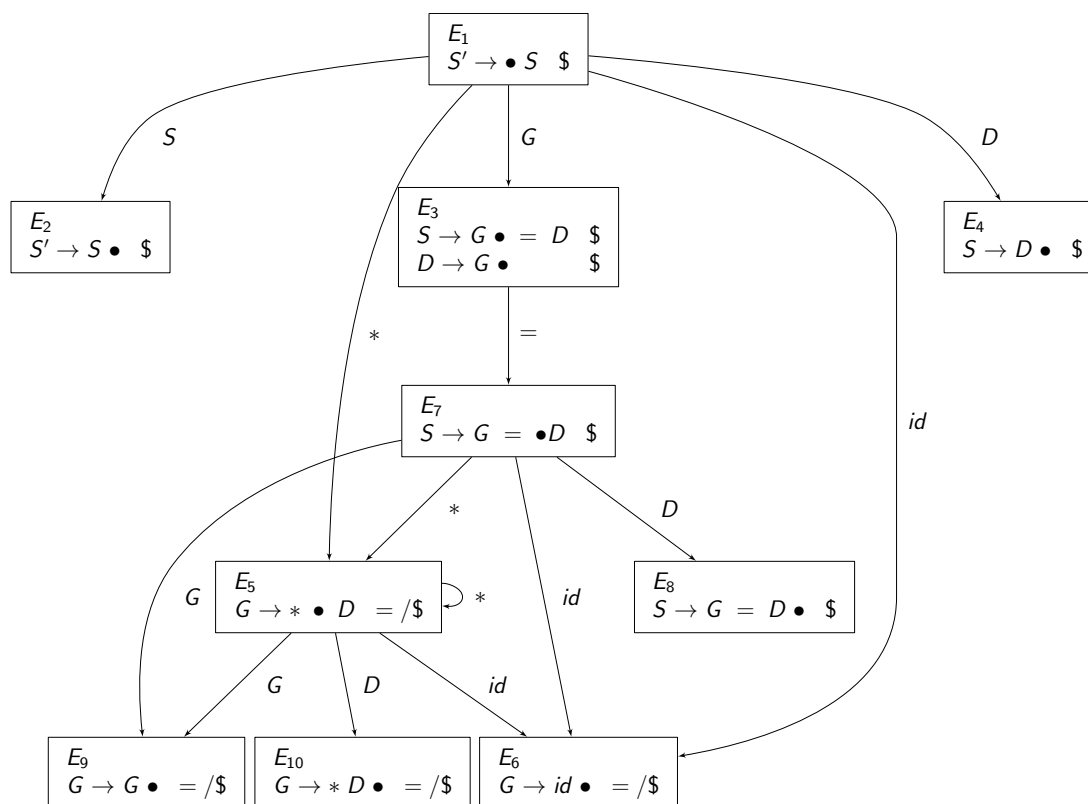 E₁
S′ → • S $
S
G
D
E₂
S′ → S • $
E₃
S → G • = D $
D → G • $
E₄
S → D • $
*
=
id
E₇
S → G = •D $
*
D
G
id
E₅
G → * • D =/$
*
E₈
S → G = D • $
G
D
id
E₉
G → G • =/$
E₁₀
G → * D • =/$
E₆
G → id • =/$